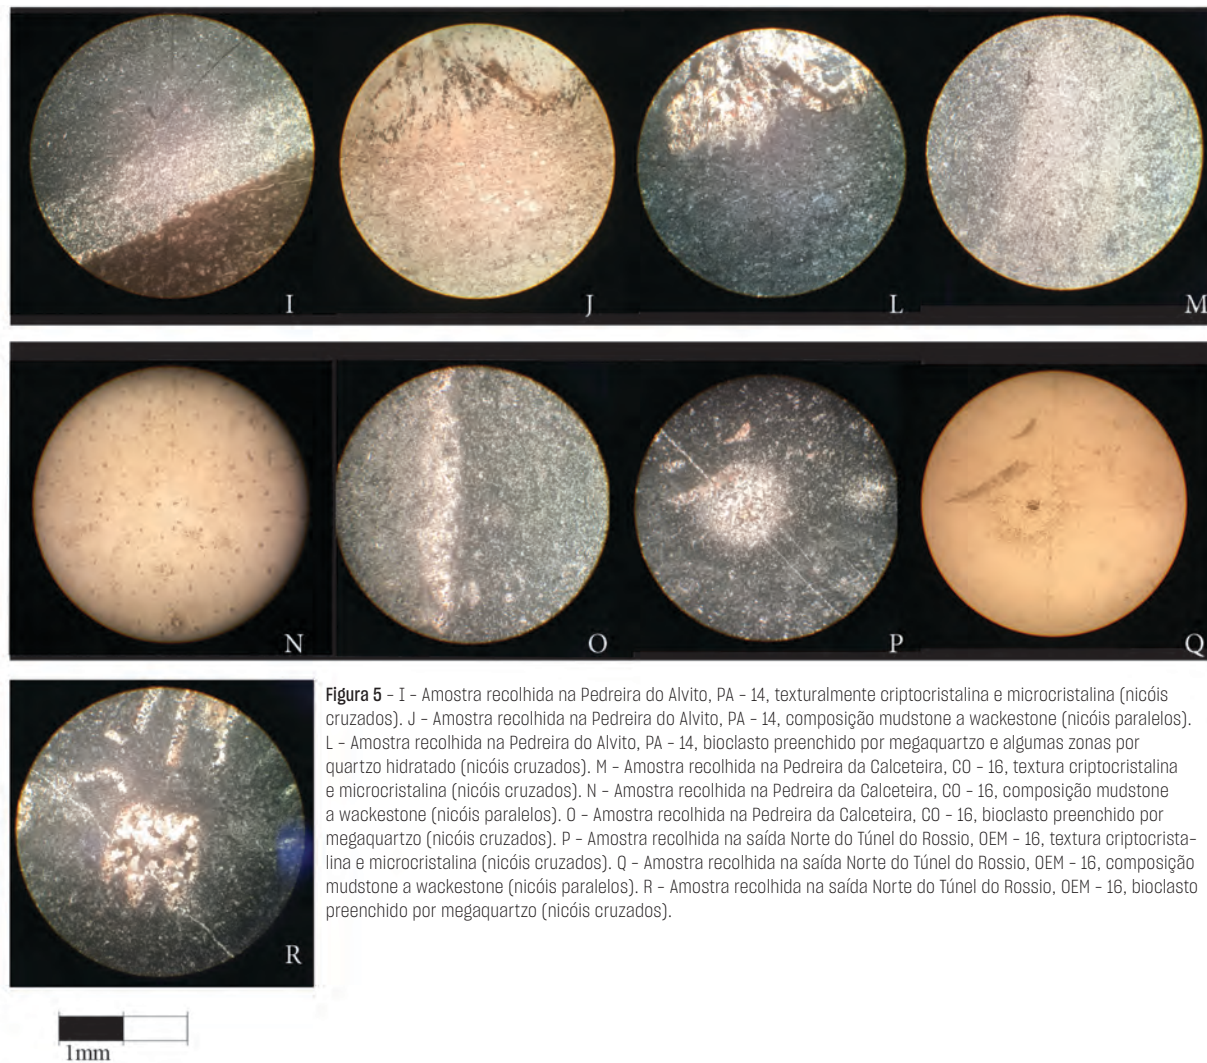 I
J
L
M
N
O
P
Q
R
Figura 5 - I - Amostra recolhida na Pedreira do Alvito, PA - 14, texturalmente criptocristalina e microcristalina (nicóis
cruzados). J - Amostra recolhida na Pedreira do Alvito, PA - 14, composição mudstone a wackestone (nicóis paralelos).
L - Amostra recolhida na Pedreira do Alvito, PA - 14, bioclasto preenchido por megaquartzo e algumas zonas por
quartzo hidratado (nicóis cruzados). M - Amostra recolhida na Pedreira da Calceteira, CO - 16, textura criptocristalina
e microcristalina (nicóis cruzados). N - Amostra recolhida na Pedreira da Calceteira, CO - 16, composição mudstone
a wackestone (nicóis paralelos). O - Amostra recolhida na Pedreira da Calceteira, CO - 16, bioclasto preenchido por
megaquartzo (nicóis cruzados). P - Amostra recolhida na saída Norte do Túnel do Rossio, OEM - 16, textura criptocrista-
lina e microcristalina (nicóis cruzados). Q - Amostra recolhida na saída Norte do Túnel do Rossio, OEM - 16, composição
mudstone a wackestone (nicóis paralelos). R - Amostra recolhida na saída Norte do Túnel do Rossio, OEM - 16, bioclasto
preenchido por megaquartzo (nicóis cruzados).
1mm